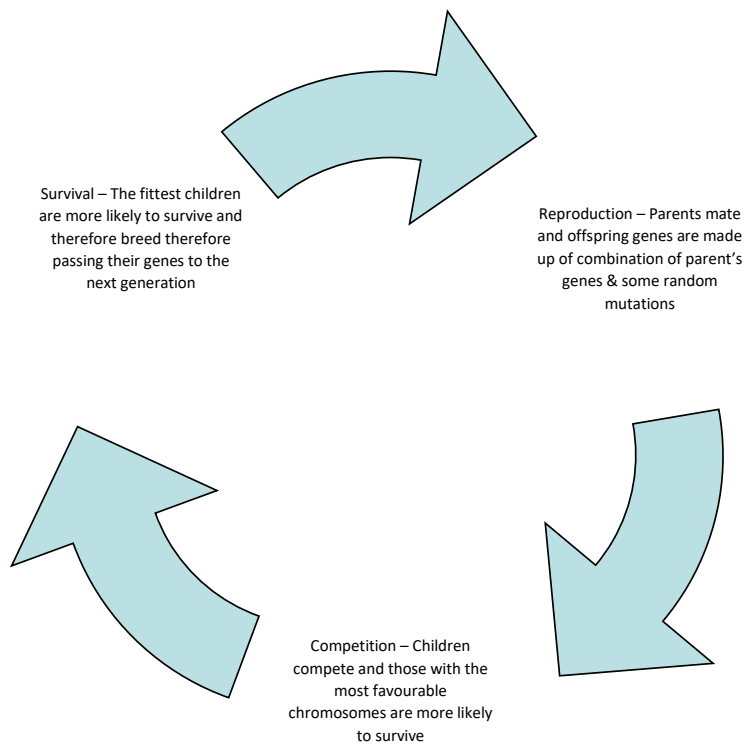 Survival – The fittest children
are more likely to survive and
therefore breed therefore
passing their genes to the
next generation
Reproduction – Parents mate
and offspring genes are made
up of combination of parent’s
genes & some random
mutations
Competition – Children
compete and those with the
most favourable
chromosomes are more likely
to survive